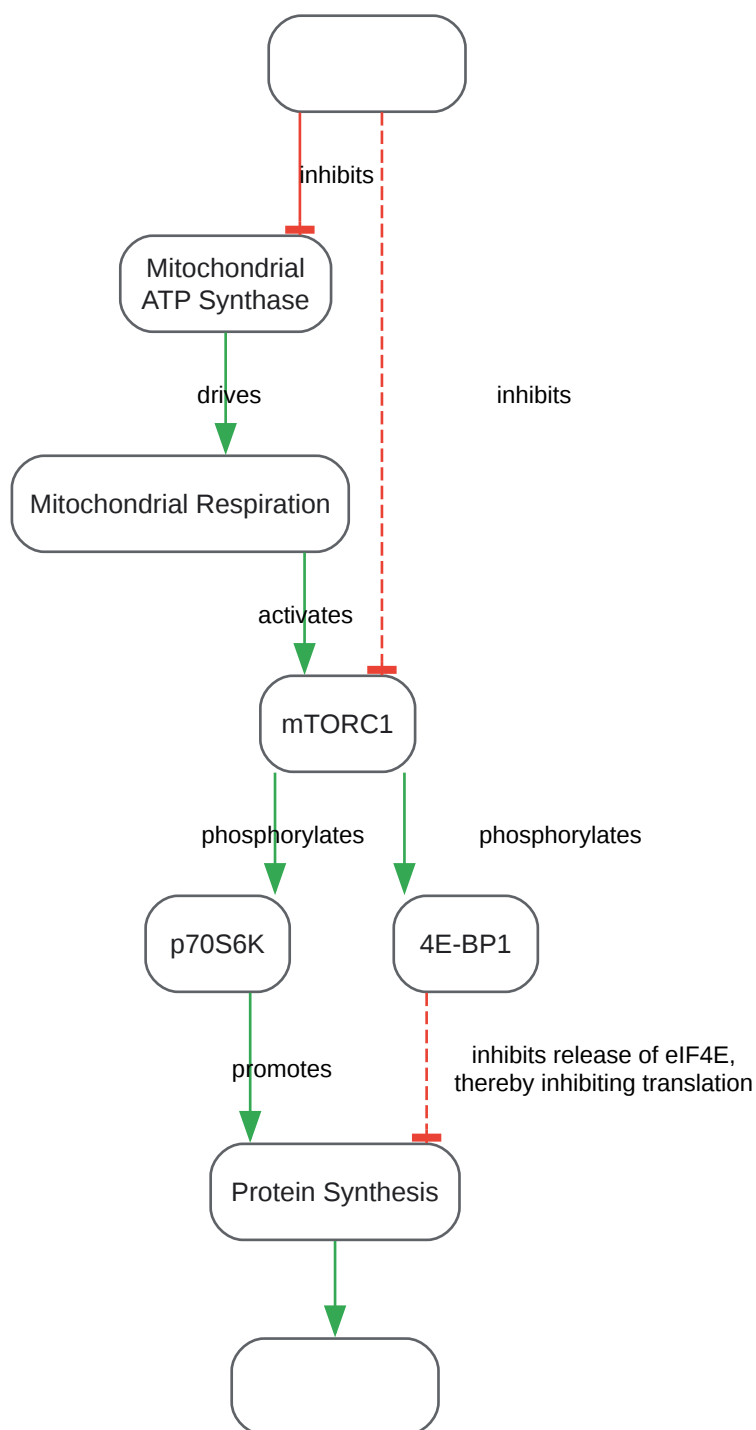 inhibits
Mitochondrial
ATP Synthase
drives
inhibits
Mitochondrial Respiration
activates
mTORC1
phosphorylates
phosphorylates
p70S6K
4E-BP1
inhibits release of eIF4E,
thereby inhibiting translation
promotes
Protein Synthesis